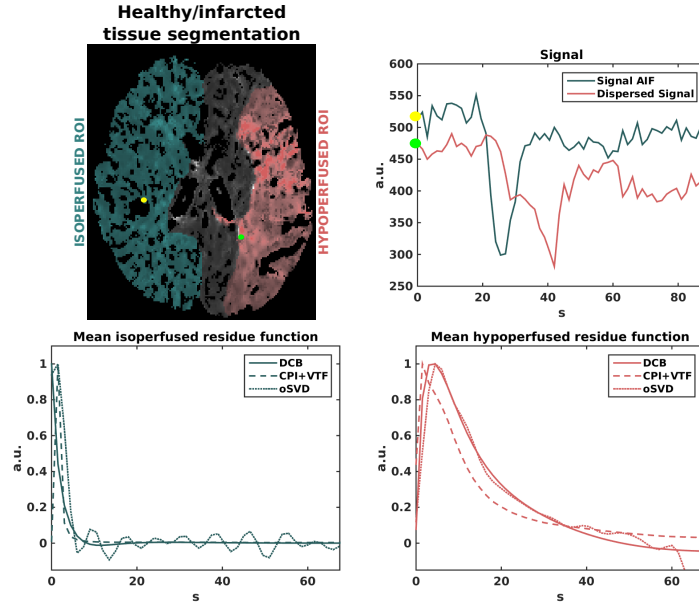 Healthy/infarcted
tissue segmentation
ISOPERFUSED ROI
HYPOPERFUSED ROI
Signal
600
550
500
450
400
350
300
250
a.u.
Signal AIF
Dispersed Signal
0
20
40
60
80
s
Mean isoperfused residue function
1
0.8
0.6
0.4
0.2
0
a.u.
DCB
CPI+VTF
oSVD
0
20
40
60
s
Mean hypoperfused residue function
1
0.8
0.6
0.4
0.2
0
a.u.
DCB
CPI+VTF
oSVD
0
20
40
60
s